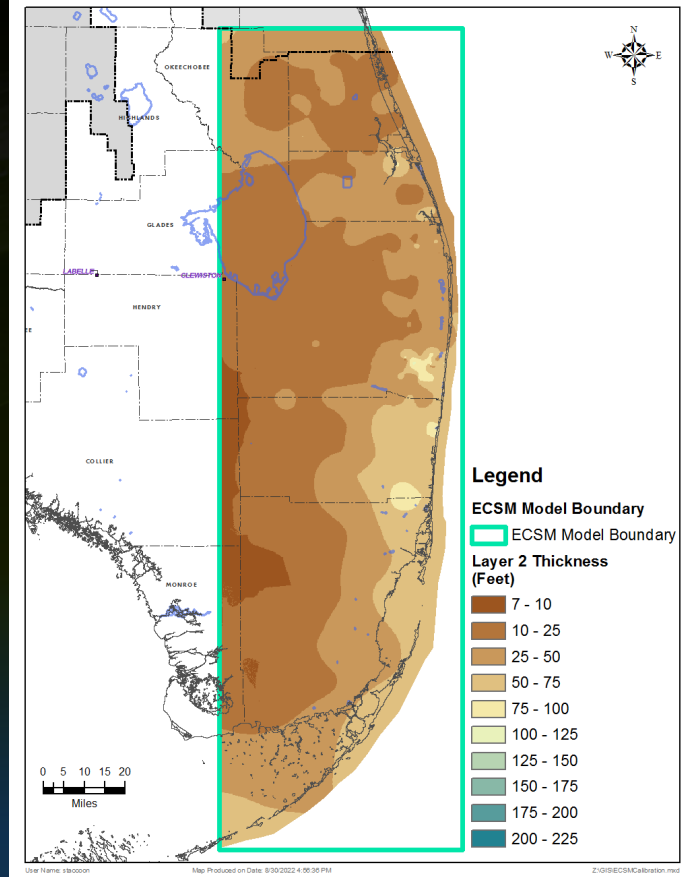 OKEECHOBEE
HIGHLANDS
GLADES
LABELLE
CLEWISTON
HENDRY
EE
COLLIER
MONROE
N
W
E
S
0 5 10 15 20
Miles
Legend
ECSM Model Boundary
ECSM Model Boundary
Layer 2 Thickness
(Feet)
7 - 10
10 - 25
25 - 50
50 - 75
75 - 100
100 - 125
125 - 150
150 - 175
175 - 200
200 - 225
User Name: staccoon
Map Produced on Date: 8/30/2022 4:56:36 PM
Z:\GIS\ECSMCalibration.mxd